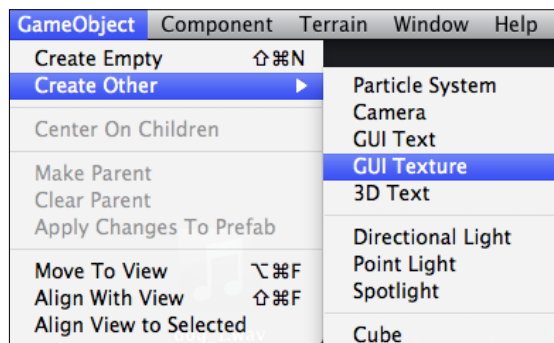 GameObject Component Terrain Window Help
Create Empty ⇧⌘N
Create Other ▶
Center On Children
Make Parent
Clear Parent
Apply Changes To Prefab
Move To View ⌥⌘F
Align With View ⇧⌘F
Align View to Selected
Particle System
Camera
GUI Text
GUI Texture
3D Text
Directional Light
Point Light
Spotlight
Cube